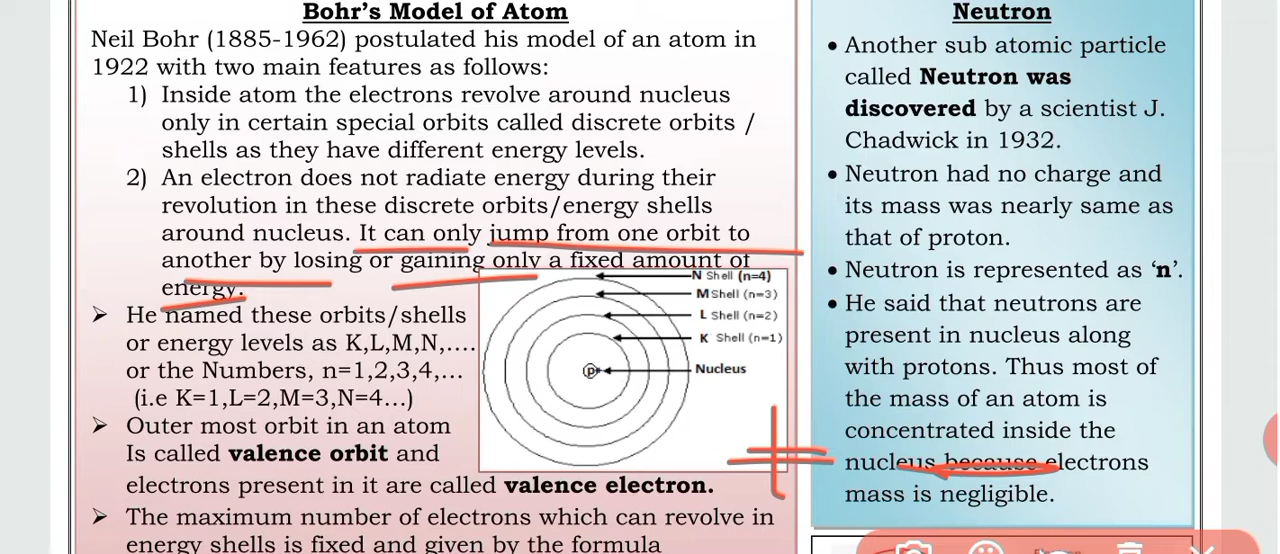 Bohr's Model of Atom
Neil Bohr (1885-1962) postulated his model of an atom in
1922 with two main features as follows:
1) Inside atom the electrons revolve around nucleus
only in certain special orbits called discrete orbits /
shells as they have different energy levels.
2) An electron does not radiate energy during their
revolution in these discrete orbits/energy shells
around nucleus. It can only jump from one orbit to
another by losing or gaining only a fixed amount of
energy.
➢ He named these orbits/shells
or energy levels as K,L,M,N,....
or the Numbers, n=1,2,3,4,...
(i.e K=1,L=2,M=3,N=4...)
➢ Outer most orbit in an atom
Is called valence orbit and
electrons present in it are called valence electron.
➢ The maximum number of electrons which can revolve in
energy shells is fixed and given by the formula
N Shell (n=4)
M Shell (n=3)
L Shell (n=2)
K Shell (n=1)
Nucleus
p+
Neutron
• Another sub atomic particle
called Neutron was
discovered by a scientist J.
Chadwick in 1932.
• Neutron had no charge and
its mass was nearly same as
that of proton.
• Neutron is represented as 'n'.
• He said that neutrons are
present in nucleus along
with protons. Thus most of
the mass of an atom is
concentrated inside the
nucleus because electrons
mass is negligible.